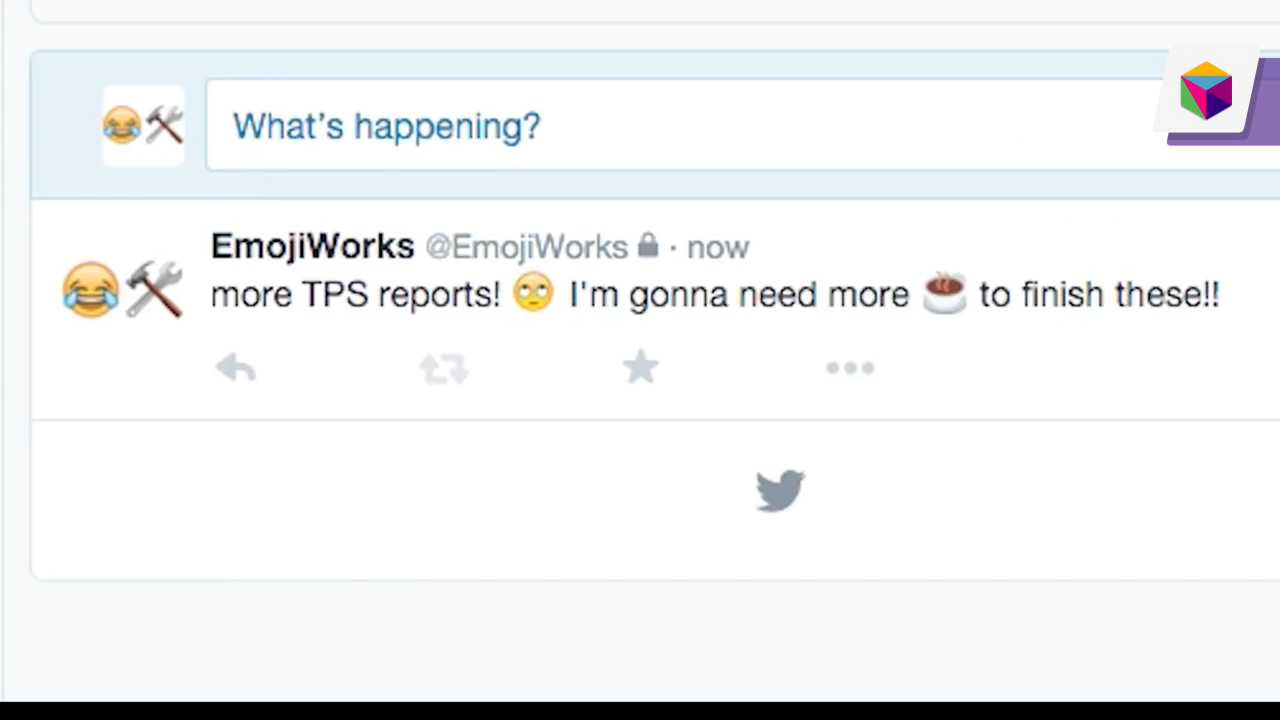 What's happening?
EmojiWorks @EmojiWorks 🔒 · now
more TPS reports! 🙄 I'm gonna need more ☕ to finish these!!